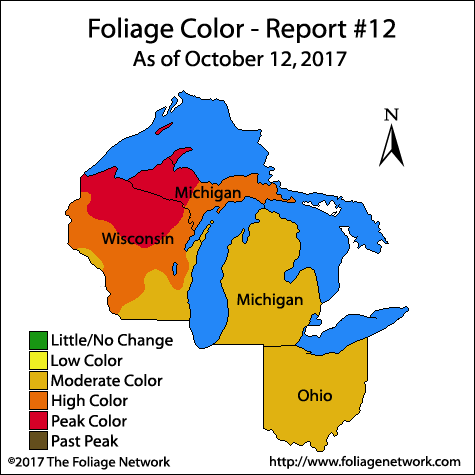 Foliage Color - Report #12
As of October 12, 2017
N
Michigan
Wisconsin
Michigan
Ohio
Little/No Change
Low Color
Moderate Color
High Color
Peak Color
Past Peak
©2017 The Foliage Network
http://www.foliagenetwork.com